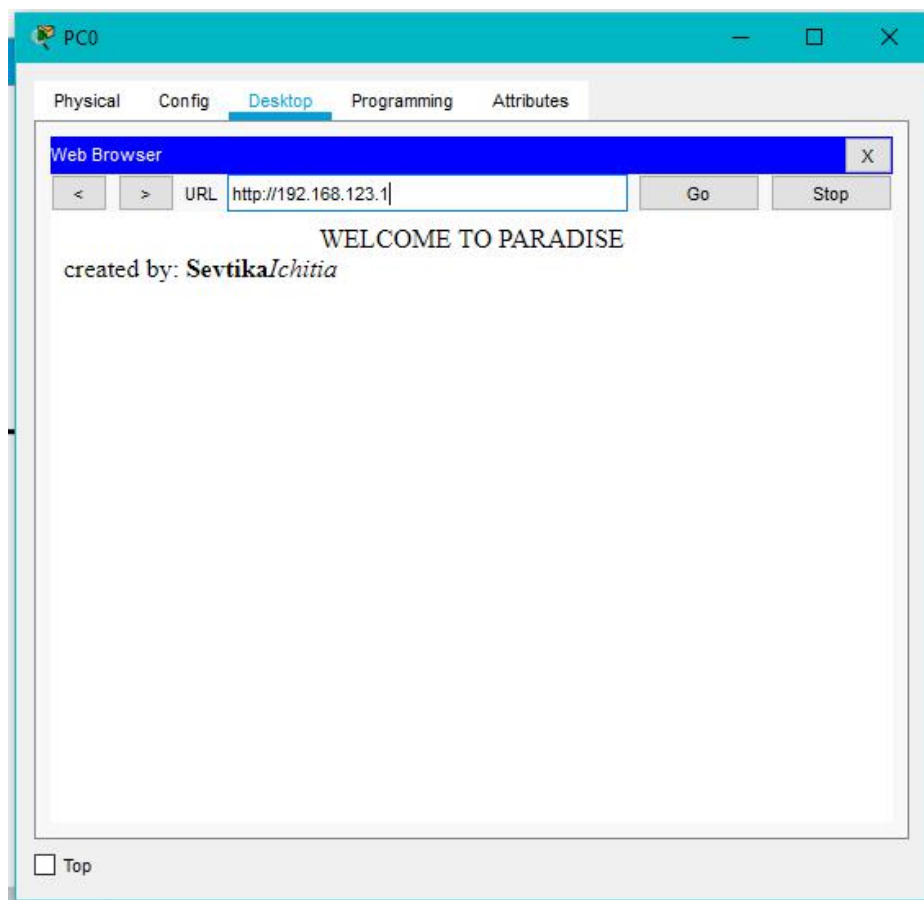 PC0
Physical Config Desktop Programming Attributes
Web Browser
X
< > URL http://192.168.123.1 Go Stop
WELCOME TO PARADISE
created by: SevtikaIchitia
Top